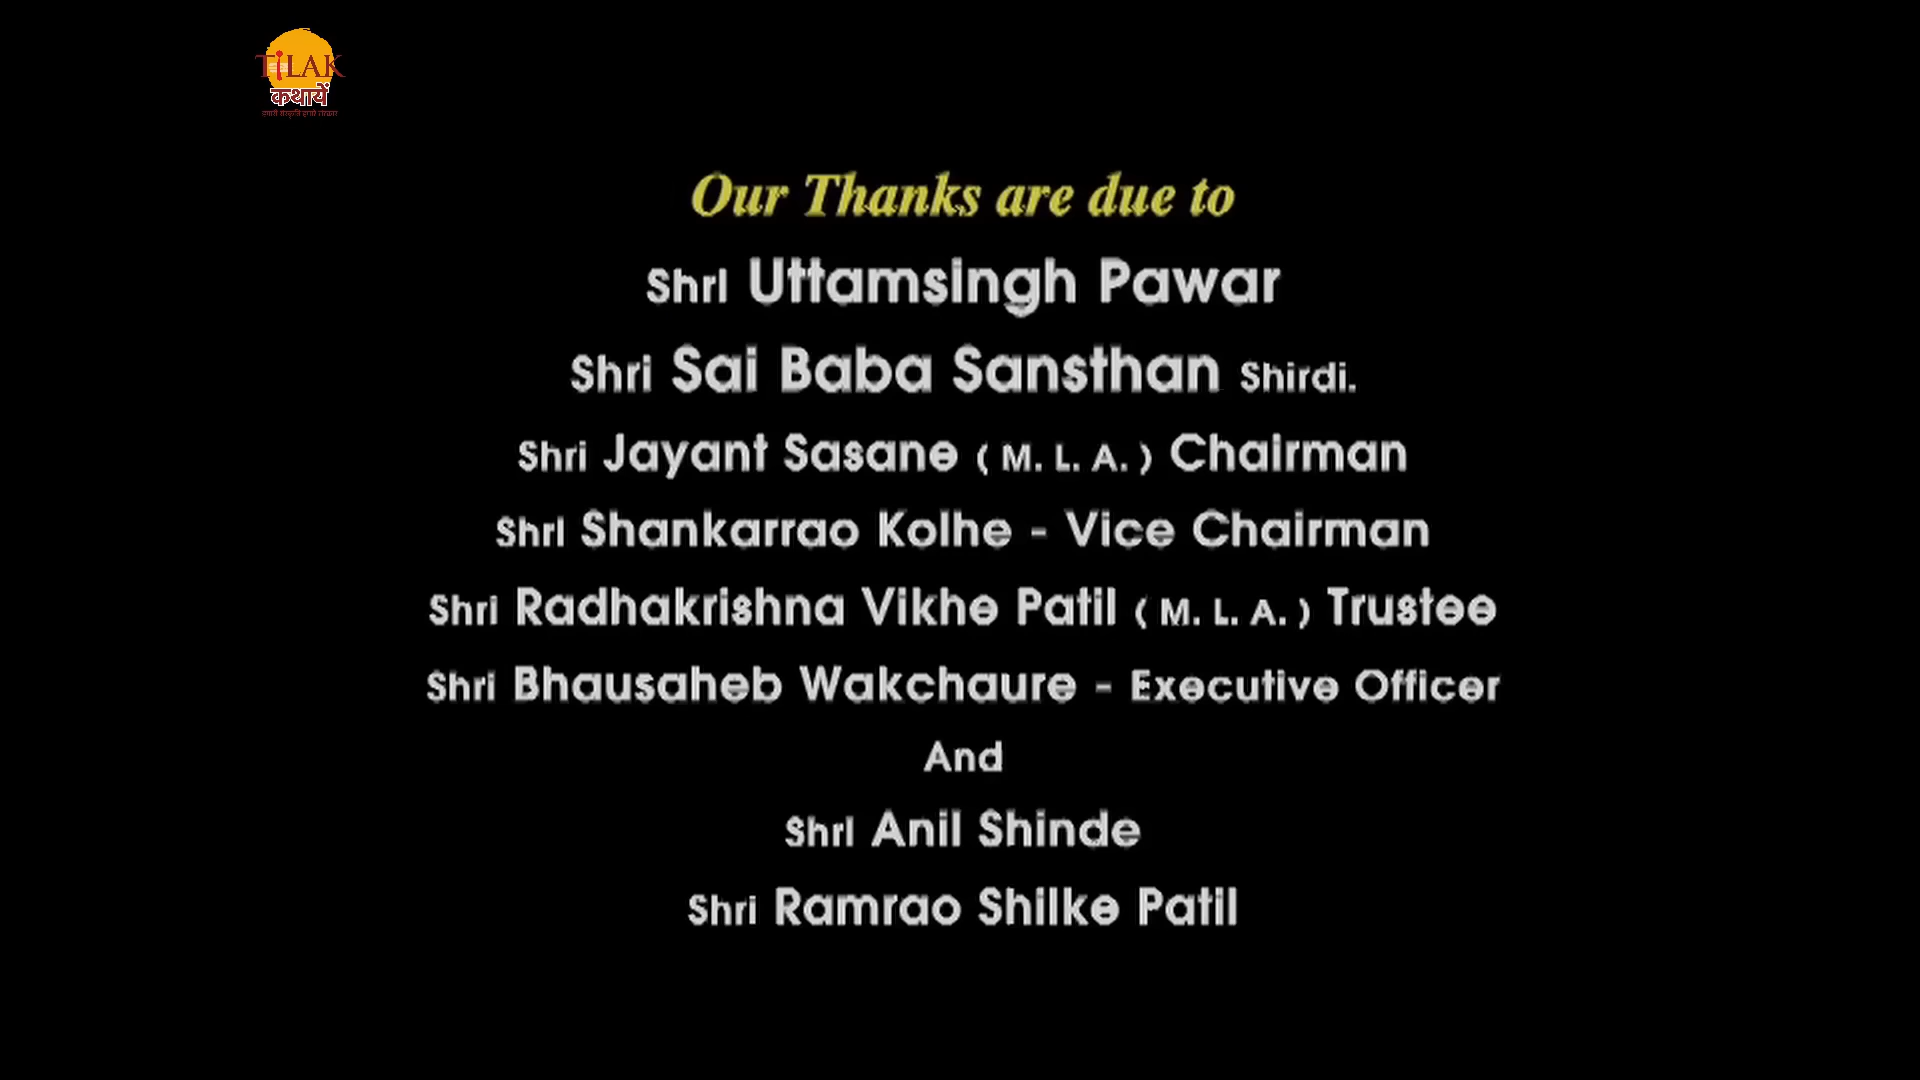 TiLAK
कथायें
हमारी संस्कृति हमारे संस्कार
Our Thanks are due to
Shri Uttamsingh Pawar
Shri Sai Baba Sansthan Shirdi.
Shri Jayant Sasane ( M. L. A. ) Chairman
Shri Shankarrao Kolhe - Vice Chairman
Shri Radhakrishna Vikhe Patil ( M. L. A. ) Trustee
Shri Bhausaheb Wakchaure - Executive Officer
And
Shri Anil Shinde
Shri Ramrao Shilke Patil